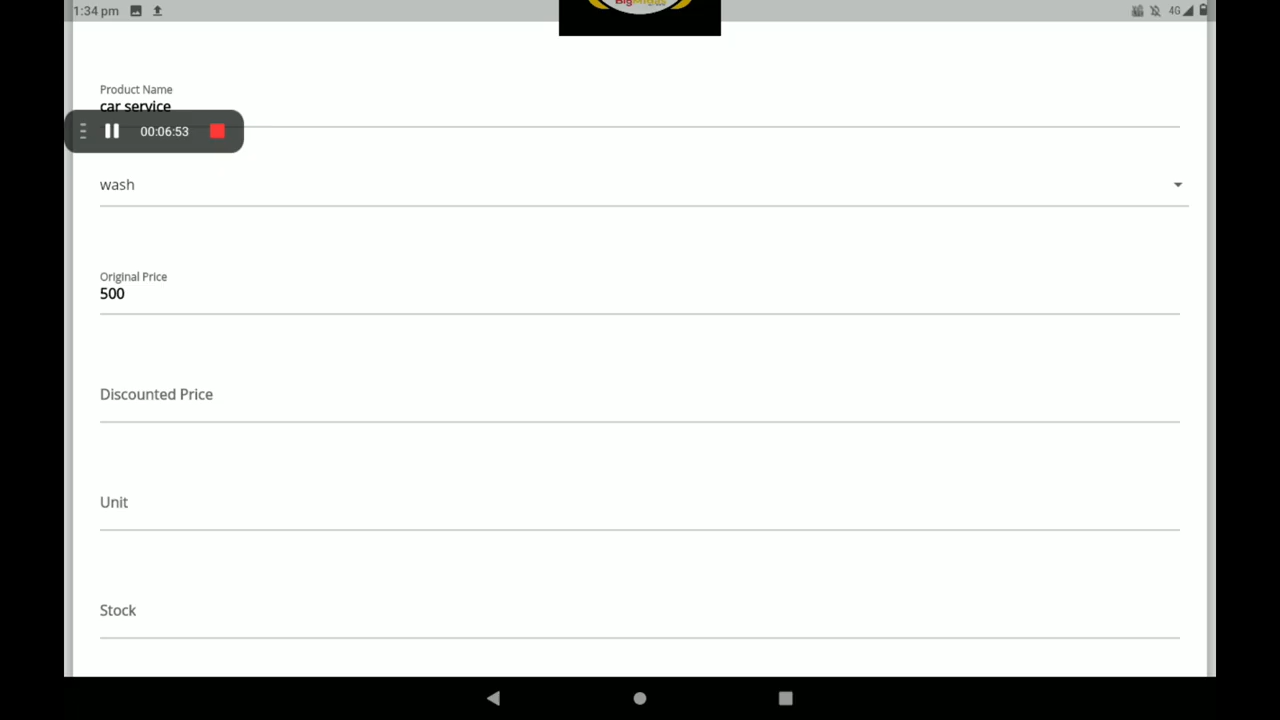 1:34 pm
4G
Product Name
car service
00:06:53
wash
Original Price
500
Discounted Price
Unit
Stock